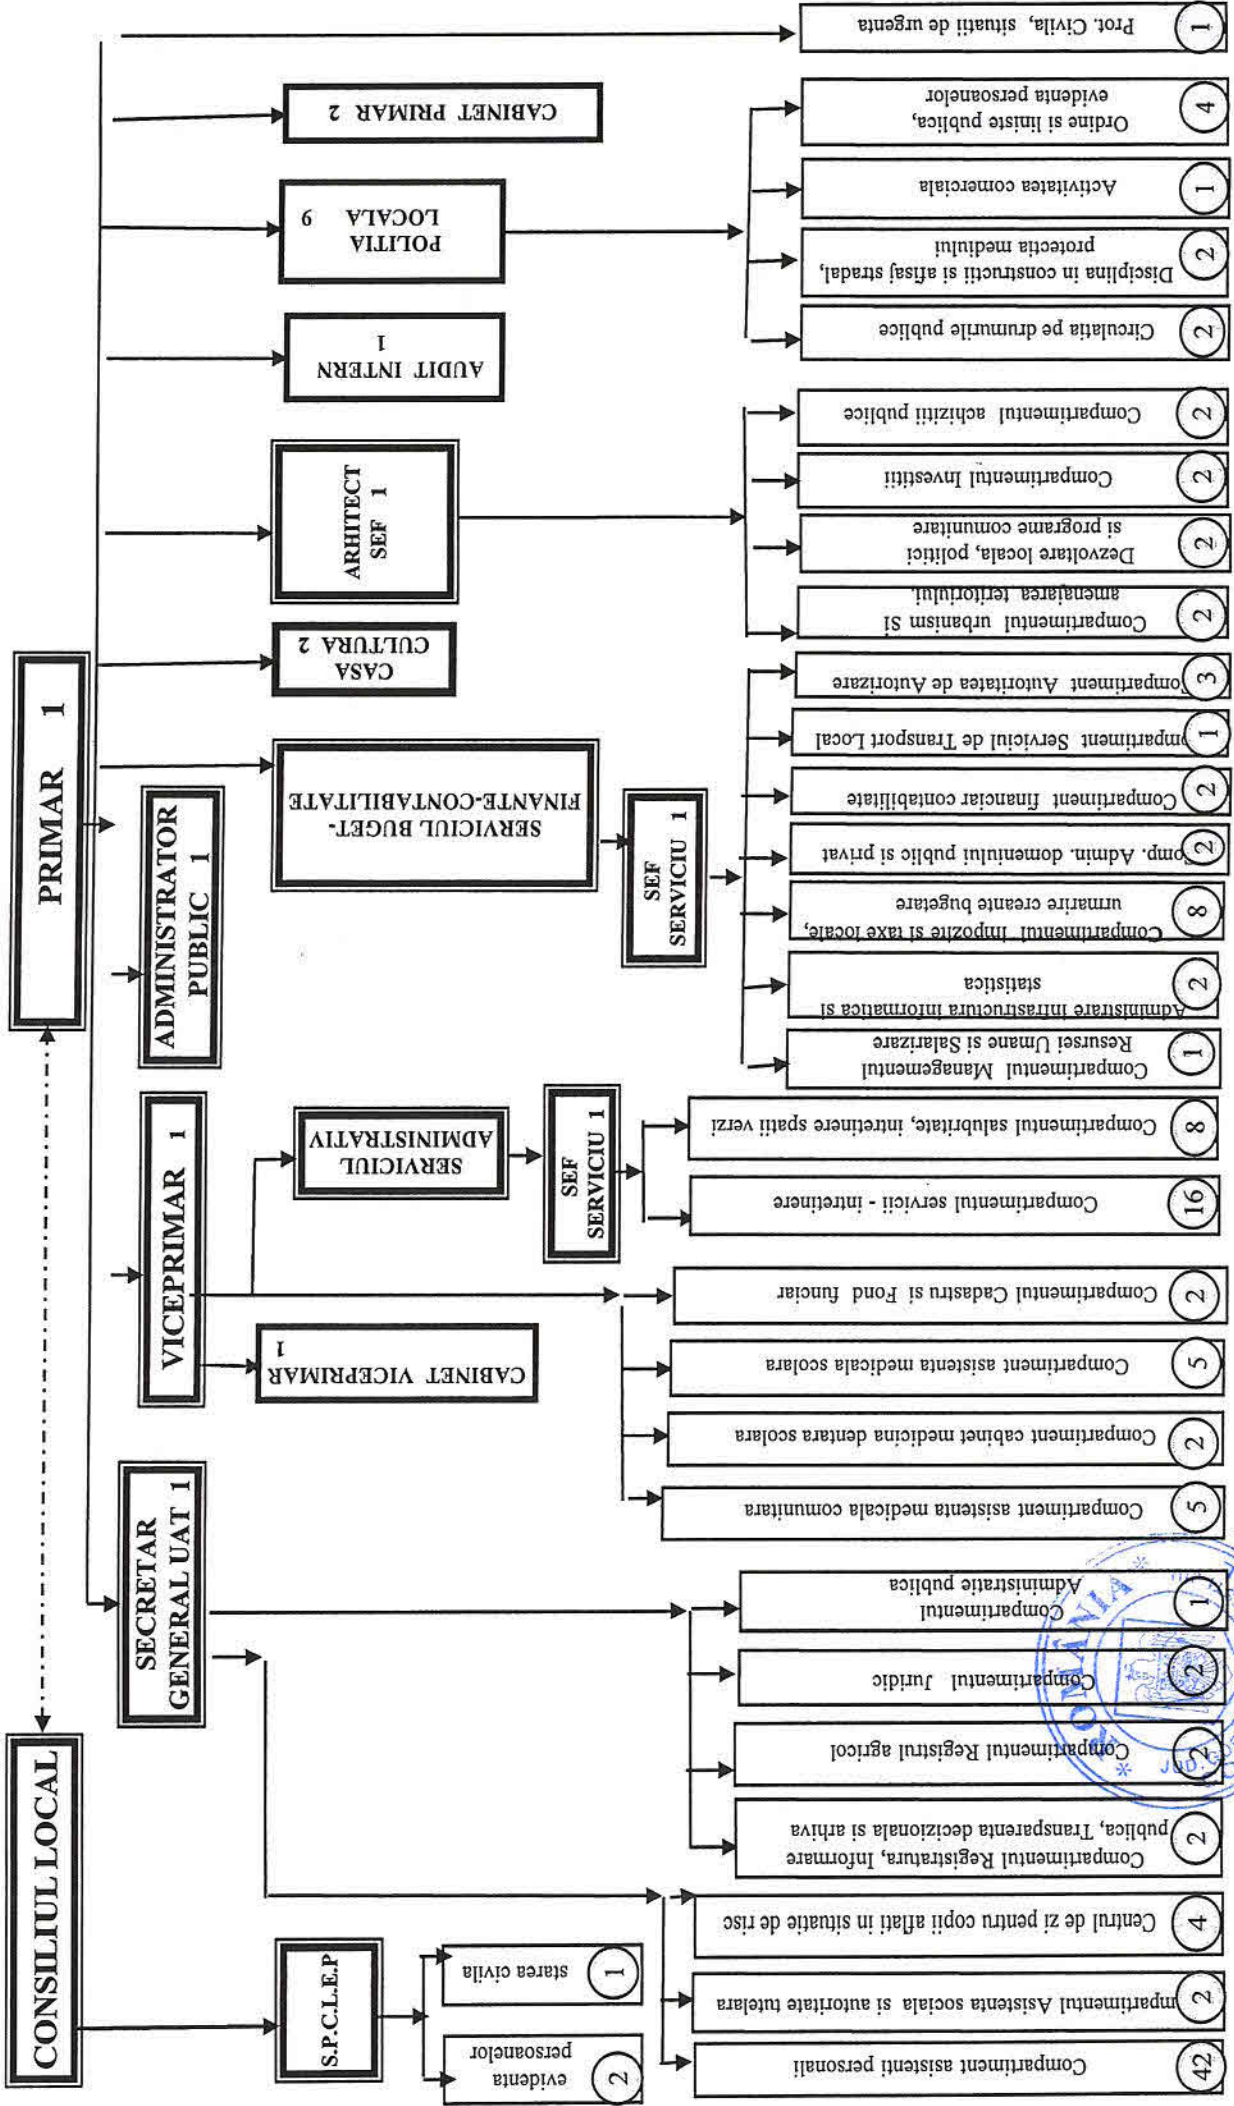 CONSILIUL LOCAL
PRIMAR 1
SECRETAR
GENERAL UAT 1
VICEPRIMAR 1
ADMINISTRATOR
PUBLIC 1
S.P.C.L.E.P
CABINET VICEPRIMAR
1
SERVICIUL
ADMINISTRATIV
SERVICIUL BUGET-
FINANTE-CONTABILITATE
CASA
CULTURA 2
ARHITECT
SEF 1
AUDIT INTERN
1
POLITIA
LOCALA 9
CABINET PRIMAR 2
evidenta
persoanelor
2
starea civila
1
SEF
SERVICIU 1
SEF
SERVICIU 1
Compartiment asistenti personali
42
mpartimentul Asistenta sociala si autoritate tutelara
2
Centrul de zi pentru copii aflati in situatie de risc
4
Compartimentul Registratura, Informare
publica, Transparenta decizionala si arhiva
2
Compartimentul Registrul agricol
2
Compartimentul Juridic
2
Compartimentul
Administratie publica
1
Compartiment asistenta medicala comunitara
5
Compartiment cabinet medicina dentara scolara
2
Compartiment asistenta medicala scolara
5
Compartimentul Cadastru si Fond funciar
2
Compartimentul servicii - intretinere
16
Compartimentul salubritate, intretinere spatii verzi
8
Compartimentul Managementul
Resursei Umane si Salarizare
1
Administrare infrastructura informatica si
statistica
2
Compartimentul Impozite si taxe locale,
urmarire creante bugetare
8
omp. Admin. domeniului public si privat
2
Compartiment financiar contabilitate
2
mpartiment Serviciul de Transport Local
1
ompartiment Autoritatea de Autorizare
3
Compartimentul urbanism Si
amenajarea teritoriului.
2
Dezvoltare locala, politici
si programe comunitare
2
Compartimentul Investitii
2
Compartimentul achizitii publice
2
Circulatia pe drumurile publice
2
Disciplina in constructii si afisaj stradal,
protectia mediului
2
Activitatea comerciala
1
Ordine si liniste publica,
evidenta persoanelor
4
Prot. Civila, situatii de urgenta
1
* ROMÂNIA *
JUD.